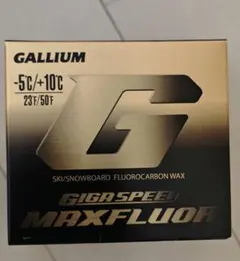 GALLIUM
-5℃/+10℃
23℉/50℉
G
SKI/SNOWBOARD FLUOROCARBON WAX
GIGA SPEED
MAXFLUOR